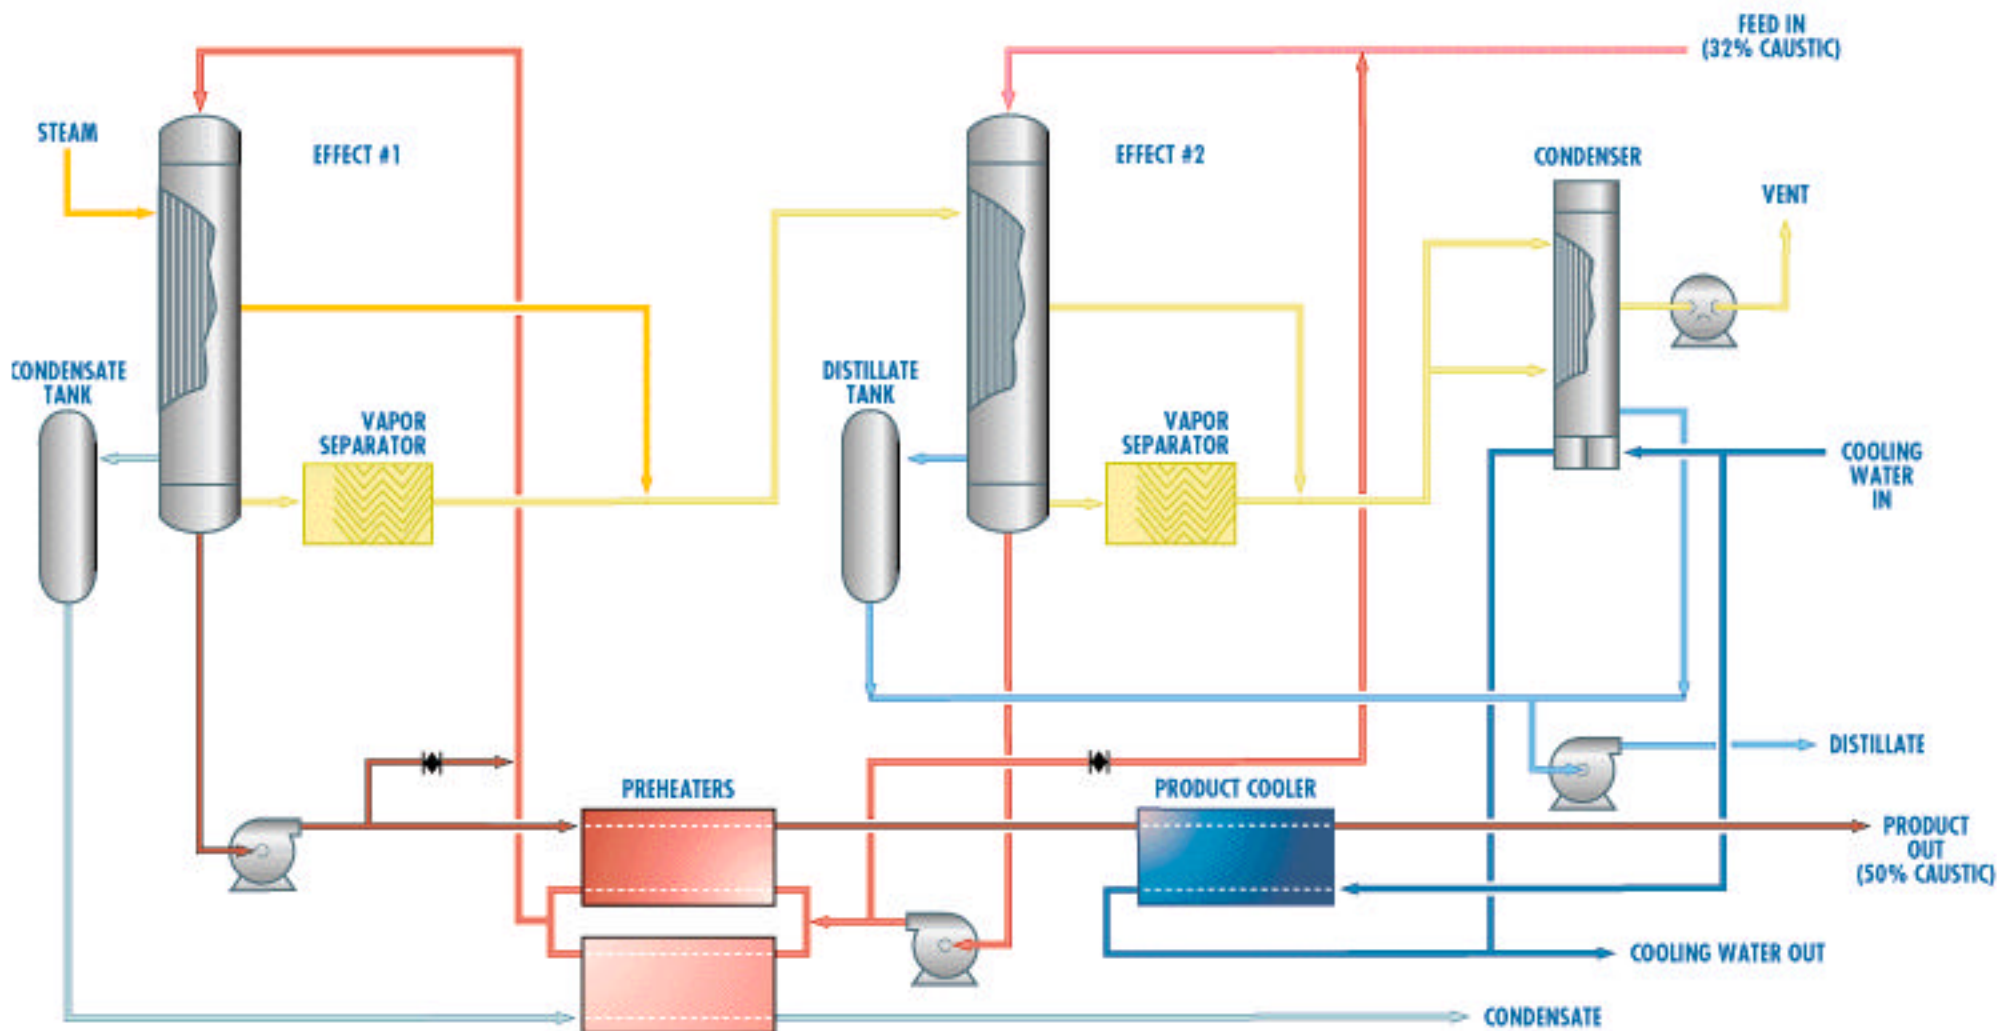 FEED IN
(32% CAUSTIC)
STEAM
EFFECT #1
EFFECT #2
CONDENSER
VENT
CONDENSATE
TANK
DISTILLATE
TANK
VAPOR
SEPARATOR
VAPOR
SEPARATOR
COOLING
WATER
IN
DISTILLATE
PREHEATERS
PRODUCT COOLER
PRODUCT
OUT
(50% CAUSTIC)
COOLING WATER OUT
CONDENSATE